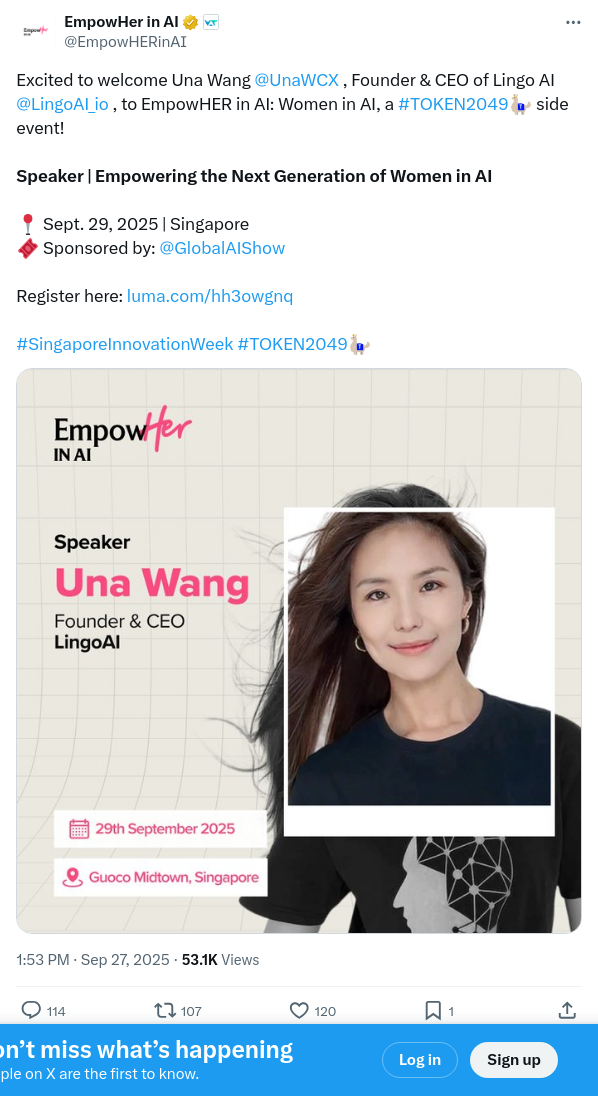 EmpowHer in AI
@EmpowHERinAI
Excited to welcome Una Wang @UnaWCX , Founder & CEO of Lingo AI
@LingoAI_io , to EmpowHER in AI: Women in AI, a #TOKEN2049 side
event!
Speaker | Empowering the Next Generation of Women in AI
📍 Sept. 29, 2025 | Singapore
🎟️ Sponsored by: @GlobalAIShow
Register here: luma.com/hh3owgnq
#SingaporeInnovationWeek #TOKEN2049
EmpowHer
IN AI
Speaker
Una Wang
Founder & CEO
LingoAI
29th September 2025
Guoco Midtown, Singapore
1:53 PM · Sep 27, 2025 · 53.1K Views
114 107 120 1
on't miss what's happening
ple on X are the first to know.
Log in
Sign up